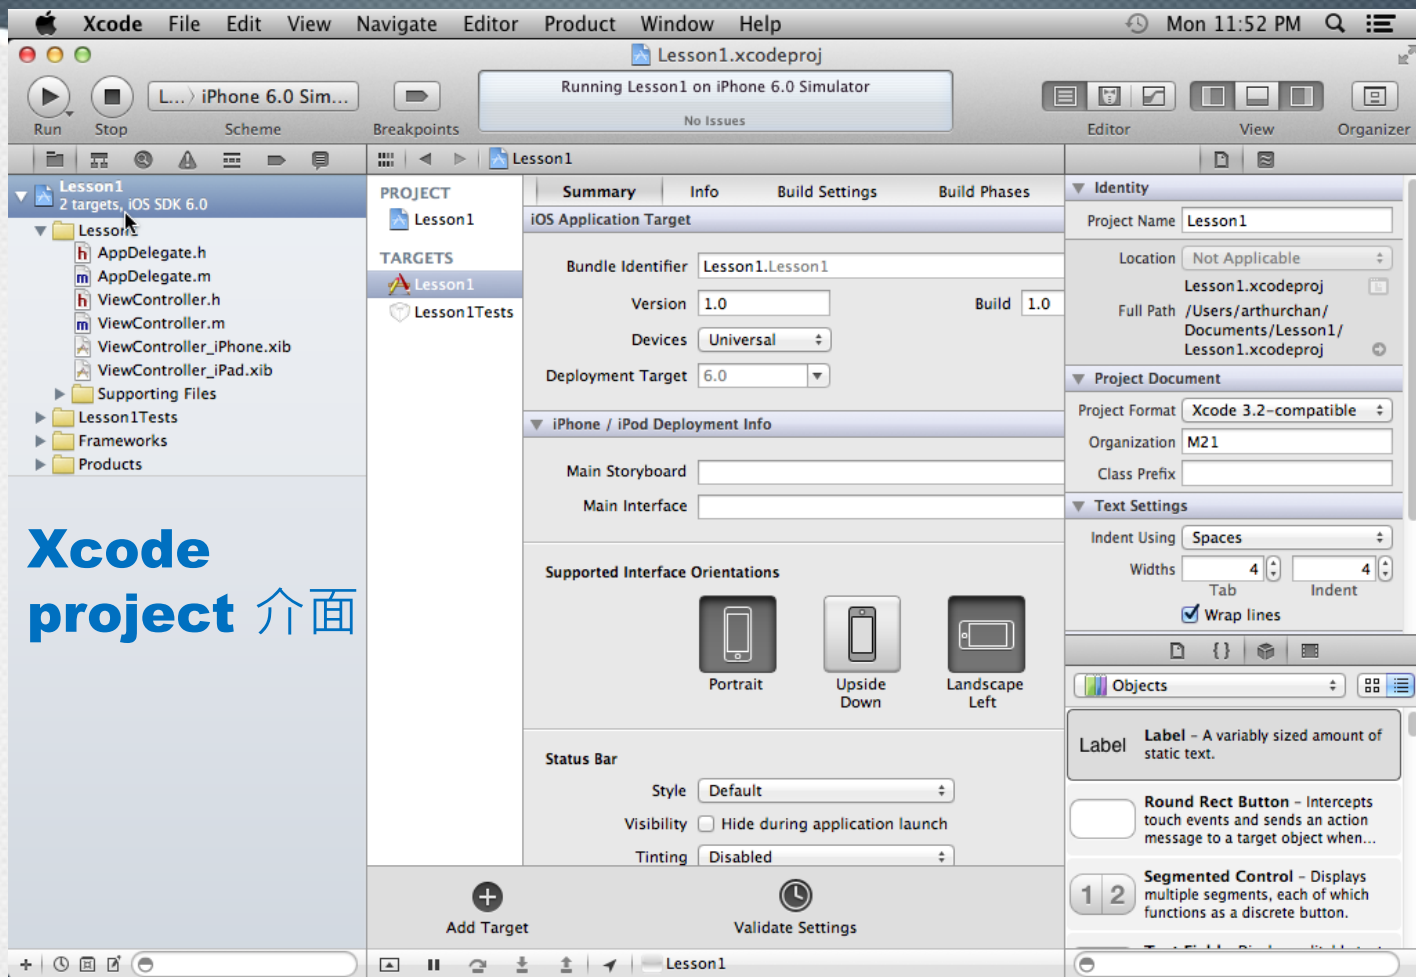 Xcode File Edit View Navigate Editor Product Window Help Mon 11:52 PM
Lesson1.xcodeproj
L... iPhone 6.0 Sim...
Running Lesson1 on iPhone 6.0 Simulator
No Issues
Run Stop Scheme Breakpoints Editor View Organizer
Lesson1
2 targets, iOS SDK 6.0
Lesson1
AppDelegate.h
AppDelegate.m
ViewController.h
ViewController.m
ViewController_iPhone.xib
ViewController_iPad.xib
Supporting Files
Lesson1Tests
Frameworks
Products
Xcode
project 介面
Lesson1
PROJECT
Lesson1
TARGETS
Lesson1
Lesson1Tests
Summary Info Build Settings Build Phases
iOS Application Target
Bundle Identifier Lesson1.Lesson1
Version 1.0 Build 1.0
Devices Universal
Deployment Target 6.0
iPhone / iPod Deployment Info
Main Storyboard
Main Interface
Supported Interface Orientations
Portrait
Upside
Down
Landscape
Left
Status Bar
Style Default
Visibility Hide during application launch
Tinting Disabled
Add Target Validate Settings
Lesson1
Identity
Project Name Lesson1
Location Not Applicable
Lesson1.xcodeproj
Full Path /Users/arthurchan/
Documents/Lesson1/
Lesson1.xcodeproj
Project Document
Project Format Xcode 3.2-compatible
Organization M21
Class Prefix
Text Settings
Indent Using Spaces
Widths 4 4
Tab Indent
Wrap lines
{}
Objects
Label
Label - A variably sized amount of
static text.
Round Rect Button - Intercepts
touch events and sends an action
message to a target object when...
1 2
Segmented Control - Displays
multiple segments, each of which
functions as a discrete button.